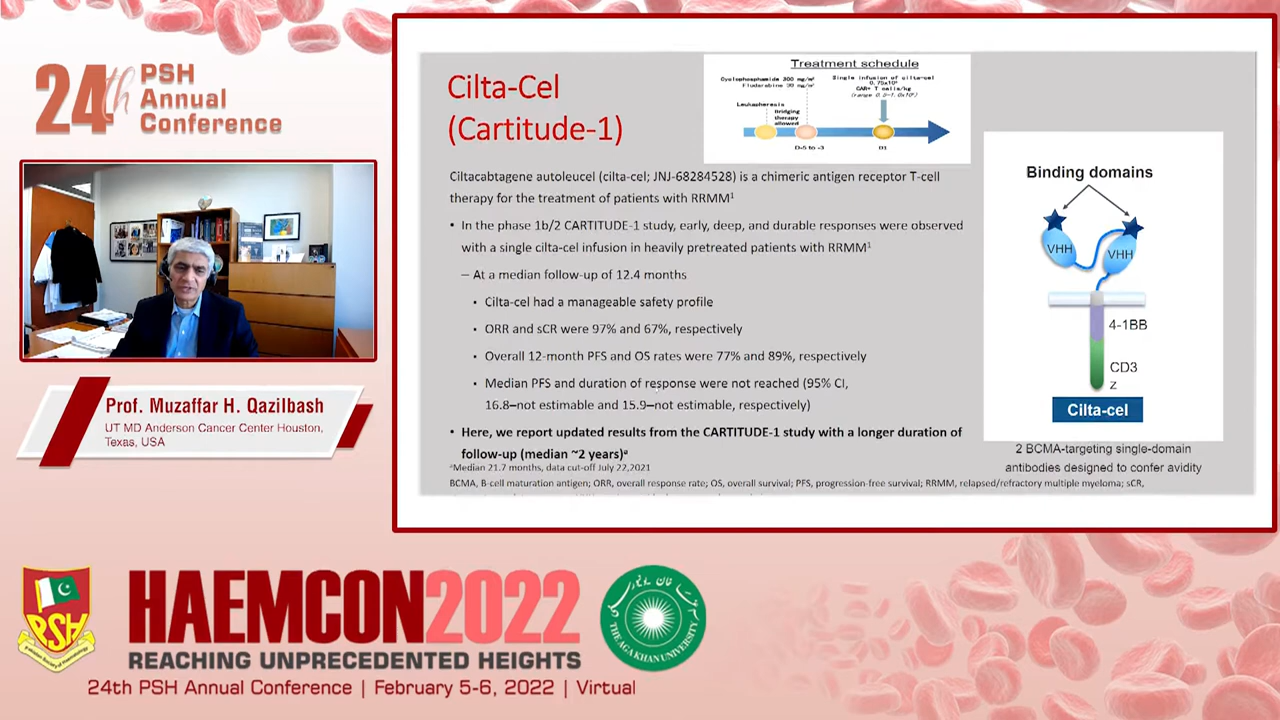 24th PSH
Annual
Conference
Prof. Muzaffar H. Qazilbash
UT MD Anderson Cancer Center Houston,
Texas, USA
Cilta-Cel
(Cartitude-1)
Treatment schedule
Cyclophosphamide 300 mg/m²
Fludarabine 30 mg/m²
Single infusion of cilta-cel
0.75x10⁶
CAR+ T cells/kg
(range 0.5–1.0x10⁶)
Leukapheresis
Bridging
therapy
allowed
D-5 to -3
D1
Ciltacabtagene autoleucel (cilta-cel; JNJ-68284528) is a chimeric antigen receptor T-cell
therapy for the treatment of patients with RRMM¹
• In the phase 1b/2 CARTITUDE-1 study, early, deep, and durable responses were observed
with a single cilta-cel infusion in heavily pretreated patients with RRMM¹
– At a median follow-up of 12.4 months
• Cilta-cel had a manageable safety profile
• ORR and sCR were 97% and 67%, respectively
• Overall 12-month PFS and OS rates were 77% and 89%, respectively
• Median PFS and duration of response were not reached (95% CI,
16.8–not estimable and 15.9–not estimable, respectively)
• Here, we report updated results from the CARTITUDE-1 study with a longer duration of
follow-up (median ~2 years)ᵃ
ᵃMedian 21.7 months, data cut-off July 22,2021
BCMA, B-cell maturation antigen; ORR, overall response rate; OS, overall survival; PFS, progression-free survival; RRMM, relapsed/refractory multiple myeloma; sCR,
Binding domains
VHH
VHH
4-1BB
CD3
z
Cilta-cel
2 BCMA-targeting single-domain
antibodies designed to confer avidity
PSH
HAEMCON2022
REACHING UNPRECEDENTED HEIGHTS
24th PSH Annual Conference | February 5-6, 2022 | Virtual
THE AGA KHAN UNIVERSITY